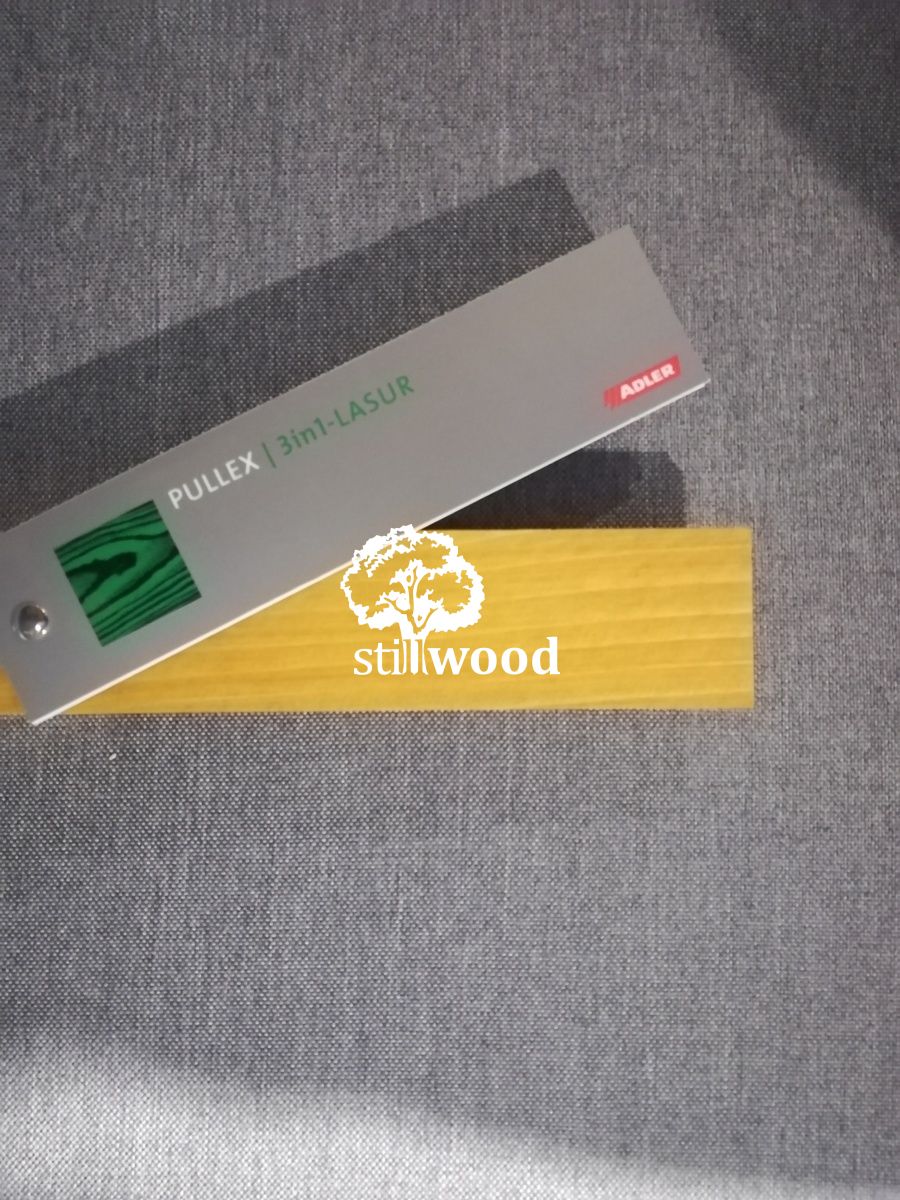 PULLEX | 3in1-LASUR
ADLER
stillwood